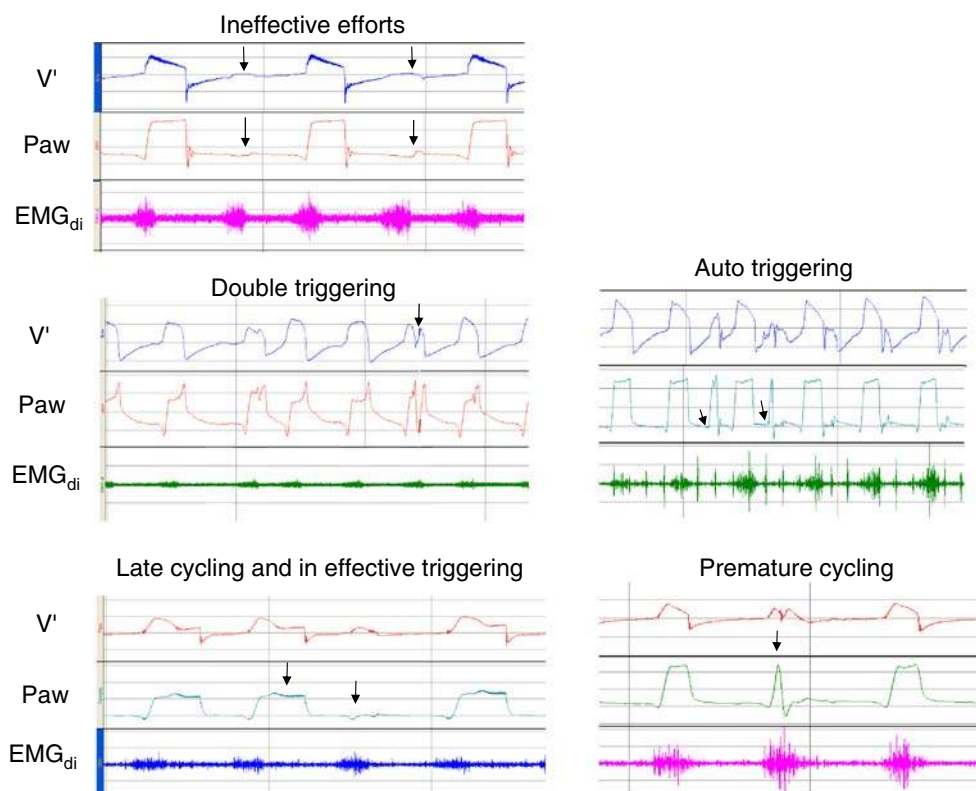 Ineffective efforts
V'
Paw
EMGdi
Double triggering
V'
Paw
EMGdi
Auto triggering
Late cycling and in effective triggering
V'
Paw
EMGdi
Premature cycling